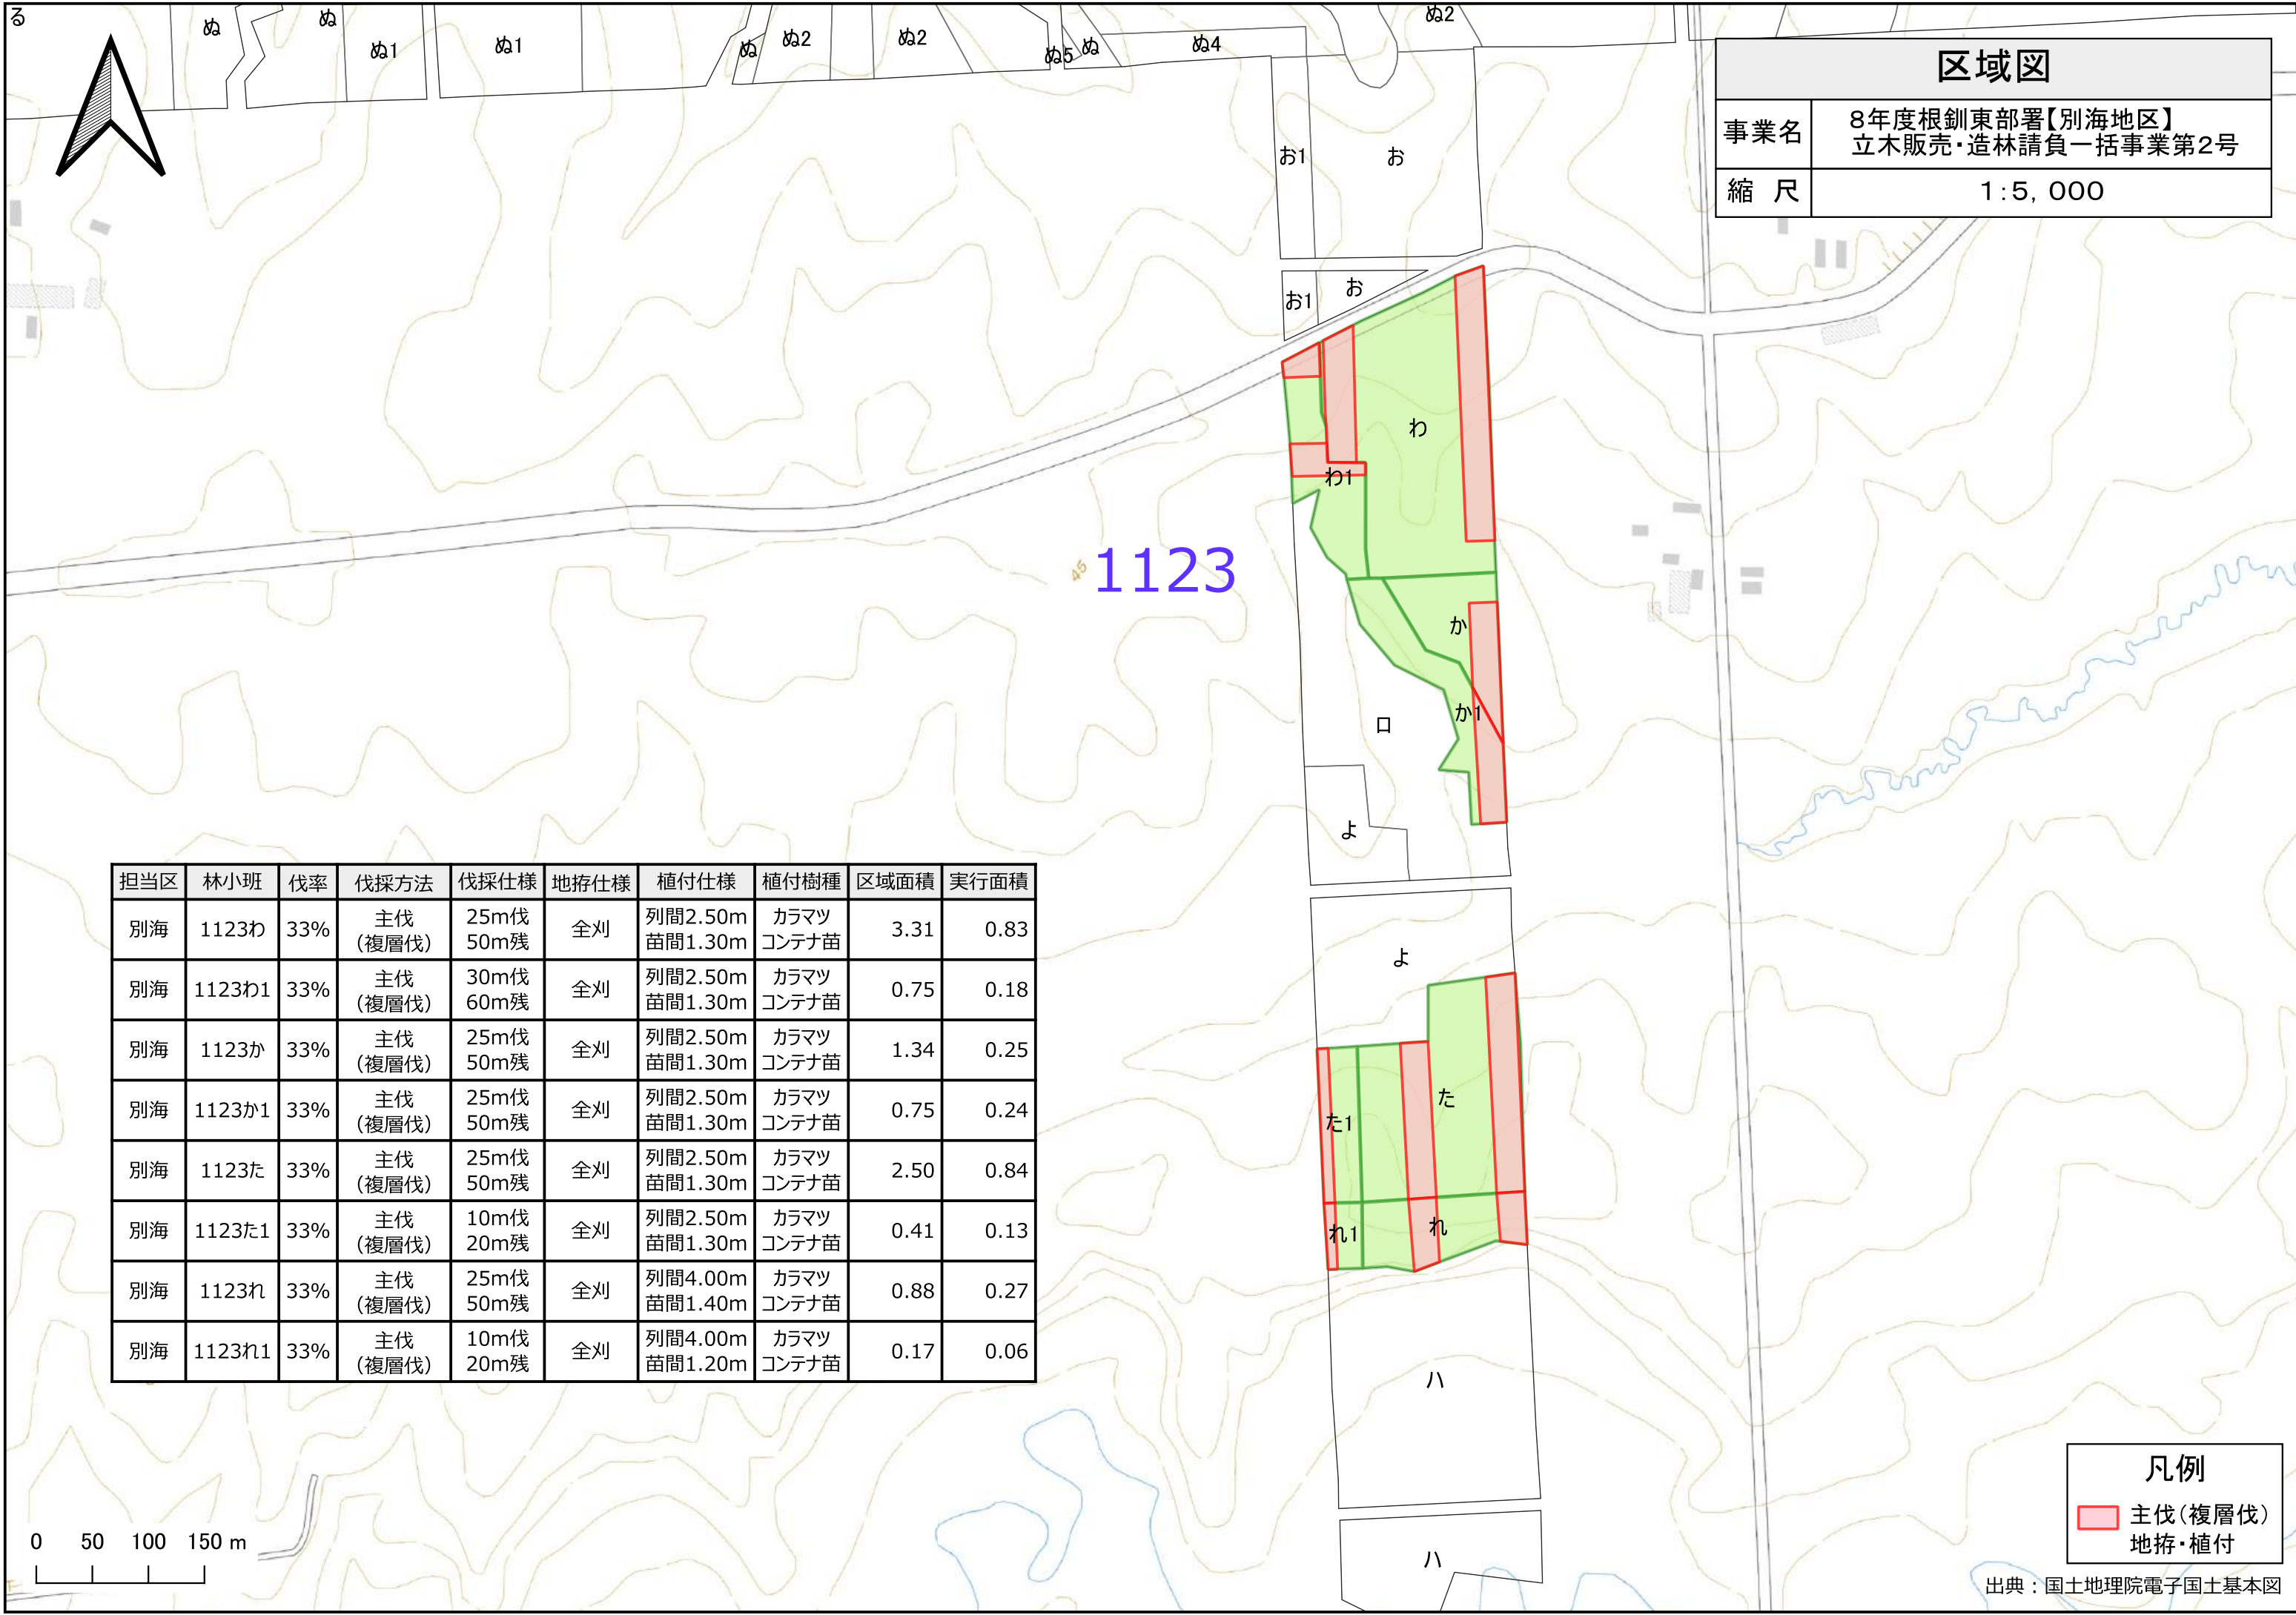 る
ぬ
ぬ
ぬ1
ぬ1
ぬ
ぬ2
ぬ2
ぬ5
ぬ
ぬ4
ぬ2
区域図
事業名
8年度根釧東部署【別海地区】
立木販売・造林請負一括事業第2号
縮 尺
1:5,000
お1
お
お1
お
わ
わ1
45
1123
か
か1
ロ
よ
よ
た
た1
れ
れ1
ハ
ハ
担当区 林小班 伐率 伐採方法 伐採仕様 地拵仕様 植付仕様 植付樹種 区域面積 実行面積
別海 1123わ 33% 主伐(複層伐) 25m伐 50m残 全刈 列間2.50m 苗間1.30m カラマツ コンテナ苗 3.31 0.83
別海 1123わ1 33% 主伐(複層伐) 30m伐 60m残 全刈 列間2.50m 苗間1.30m カラマツ コンテナ苗 0.75 0.18
別海 1123か 33% 主伐(複層伐) 25m伐 50m残 全刈 列間2.50m 苗間1.30m カラマツ コンテナ苗 1.34 0.25
別海 1123か1 33% 主伐(複層伐) 25m伐 50m残 全刈 列間2.50m 苗間1.30m カラマツ コンテナ苗 0.75 0.24
別海 1123た 33% 主伐(複層伐) 25m伐 50m残 全刈 列間2.50m 苗間1.30m カラマツ コンテナ苗 2.50 0.84
別海 1123た1 33% 主伐(複層伐) 10m伐 20m残 全刈 列間2.50m 苗間1.30m カラマツ コンテナ苗 0.41 0.13
別海 1123れ 33% 主伐(複層伐) 25m伐 50m残 全刈 列間4.00m 苗間1.40m カラマツ コンテナ苗 0.88 0.27
別海 1123れ1 33% 主伐(複層伐) 10m伐 20m残 全刈 列間4.00m 苗間1.20m カラマツ コンテナ苗 0.17 0.06
0 50 100 150 m
凡例
主伐(複層伐)
地拵・植付
出典:国土地理院電子国土基本図